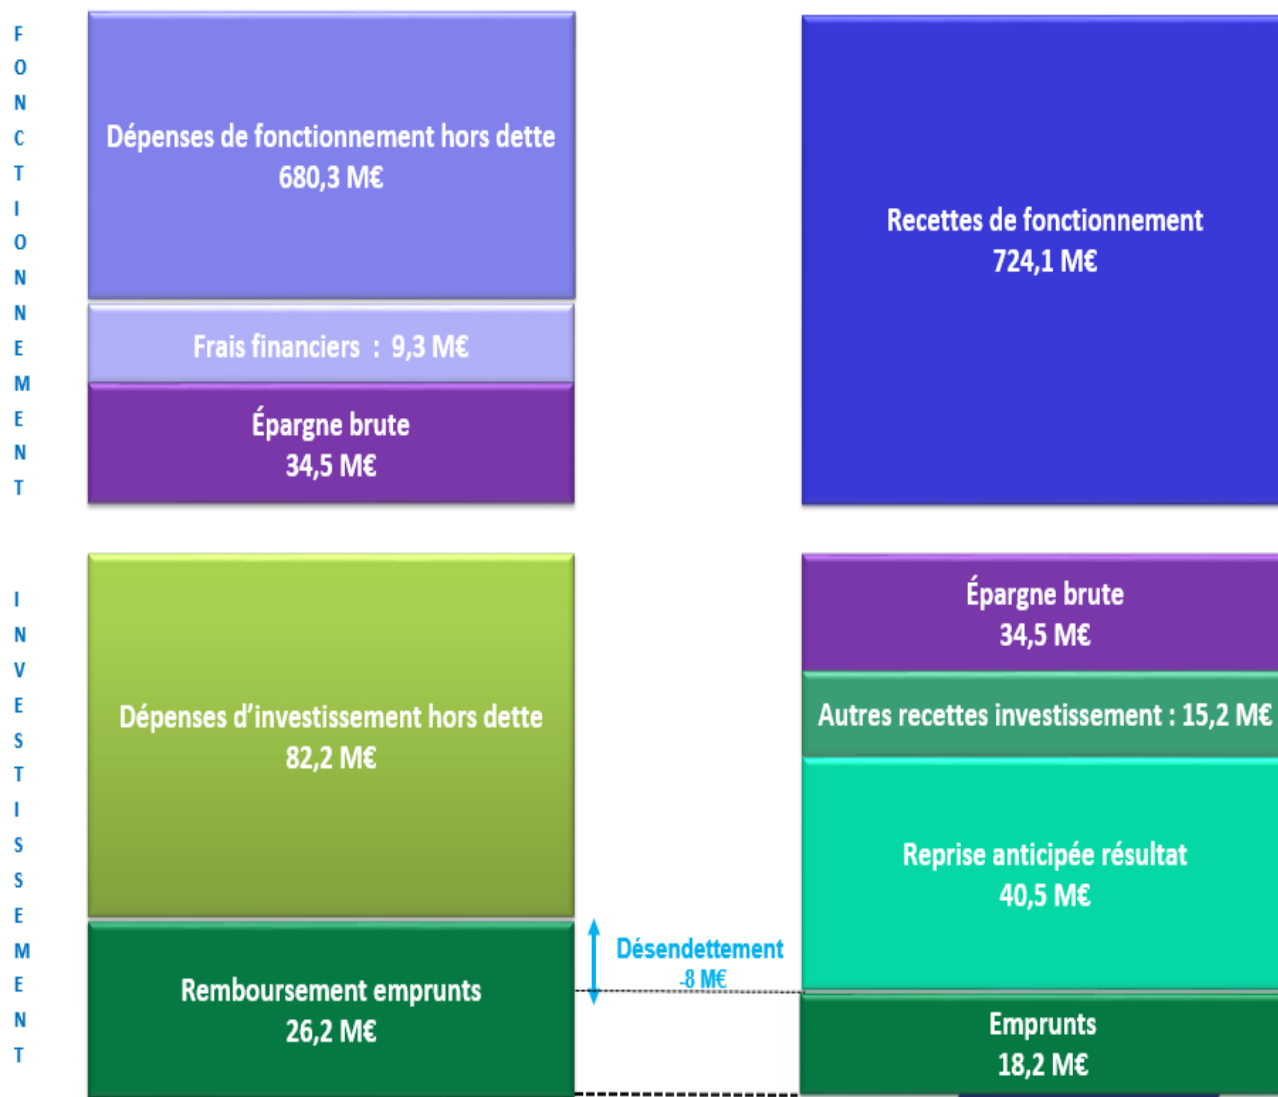 FONCTIONNEMENT
Dépenses de fonctionnement hors dette
680,3 M€
Frais financiers : 9,3 M€
Épargne brute
34,5 M€
Recettes de fonctionnement
724,1 M€
INVESTISSEMENT
Dépenses d’investissement hors dette
82,2 M€
Remboursement emprunts
26,2 M€
Désendettement
-8 M€
Épargne brute
34,5 M€
Autres recettes investissement : 15,2 M€
Reprise anticipée résultat
40,5 M€
Emprunts
18,2 M€